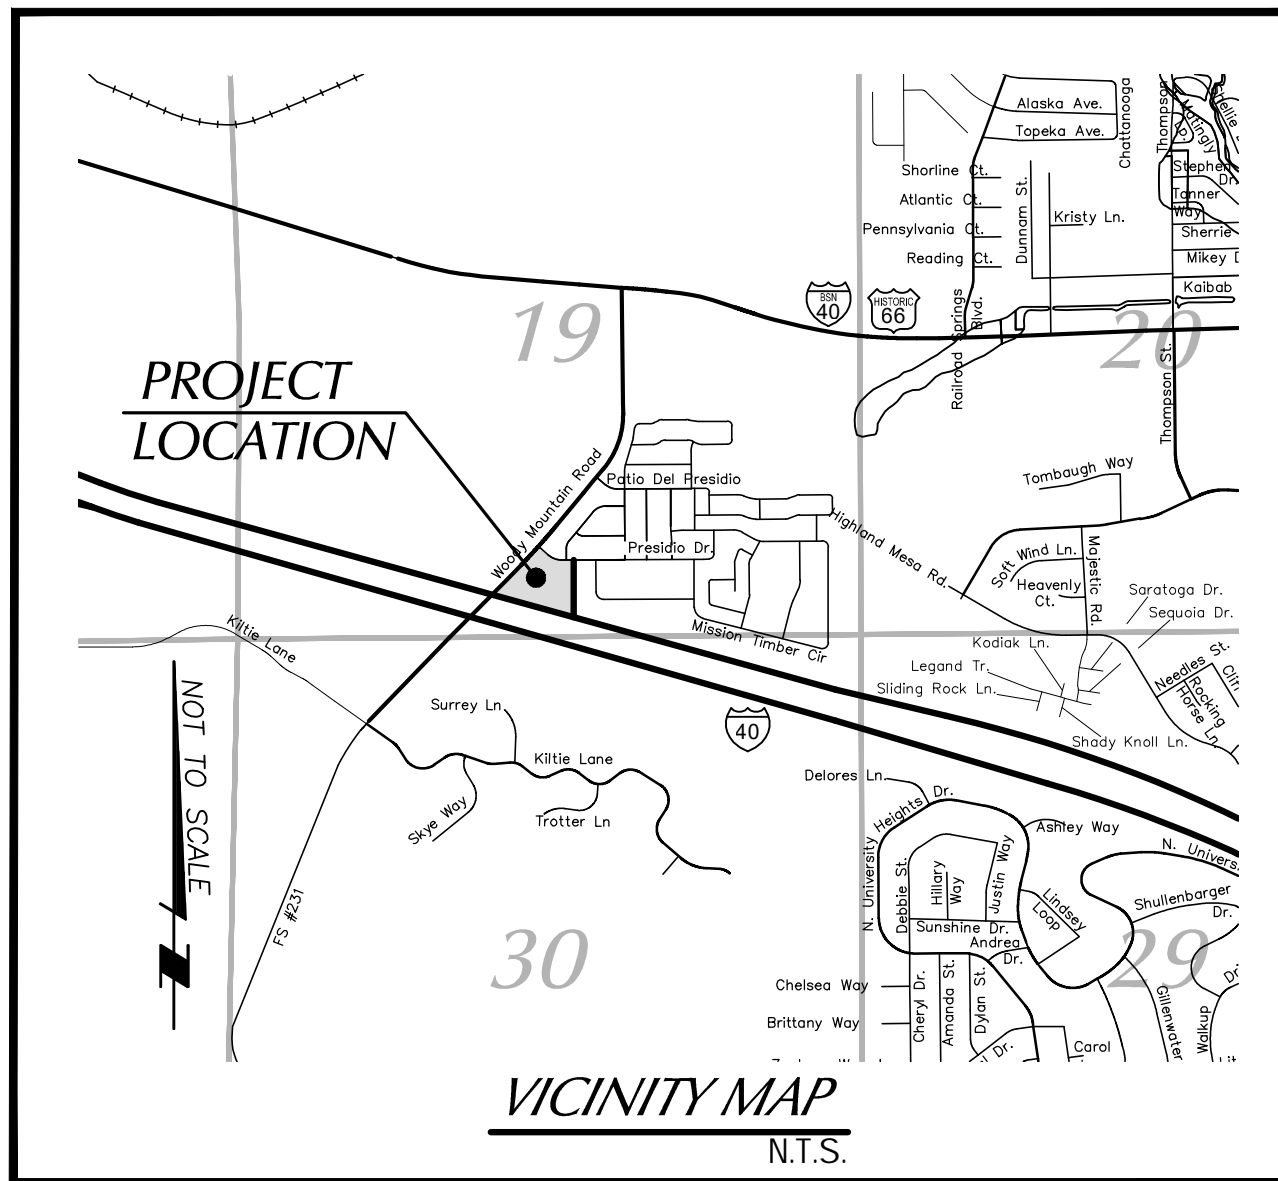 Alaska Ave.
Topeka Ave.
Chattanooga
Thompson
Matingly
Lp.
Shorline Ct.
Atlantic Ct.
Pennsylvania Ct.
Reading Ct.
Dunnam St.
Kristy Ln.
Stephen
Dr.
Tanner
Way
Sherrie
Mikey
Kaibab
BSN
40
HISTORIC
66
Railroad Springs
Blvd.
19
20
Thompson St.
PROJECT
LOCATION
Woody Mountain Road
Patio Del Presidio
Presidio Dr.
Mission Timber Cir
Highland Mesa Rd.
Tombaugh Way
Soft Wind Ln.
Heavenly
Ct.
Majestic Rd.
Saratoga Dr.
Sequoia Dr.
Kodiak Ln.
Legand Tr.
Sliding Rock Ln.
Shady Knoll Ln.
Needles St.
Rocking
Horse Ln.
Kiltie Lane
NOT TO SCALE
Surrey Ln
Kiltie Lane
Skye Way
Trotter Ln
FS #231
40
Delores Ln.
N. University Heights Dr.
Ashley Way
N. Univers.
Debbie St.
Hillary
Way
Justin Way
Lindsey
Loop
Sunshine Dr.
Andrea
Dr.
Shullenbarger
Dr.
30
29
Chelsea Way
Brittany Way
Cheryl Dr.
Amanda St.
Dylan St.
Dr.
Carol
Gillenwater
Walkup
Dr.
VICINITY MAP
N.T.S.